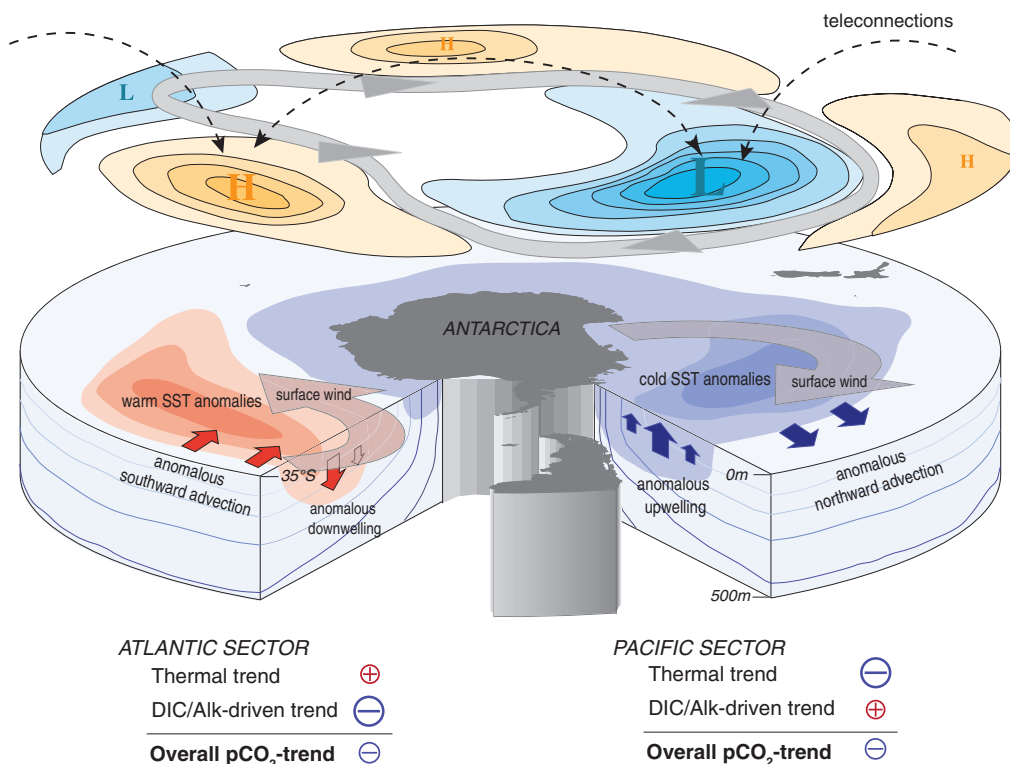 teleconnections
H
L
H
L
H
ANTARCTICA
warm SST anomalies
surface wind
cold SST anomalies
surface wind
anomalous
southward advection
35°S
anomalous
downwelling
anomalous
upwelling
0m
anomalous
northward advection
500m
ATLANTIC SECTOR
Thermal trend ⊕
DIC/Alk-driven trend ⊖
Overall pCO₂-trend ⊖
PACIFIC SECTOR
Thermal trend ⊖
DIC/Alk-driven trend ⊕
Overall pCO₂-trend ⊖